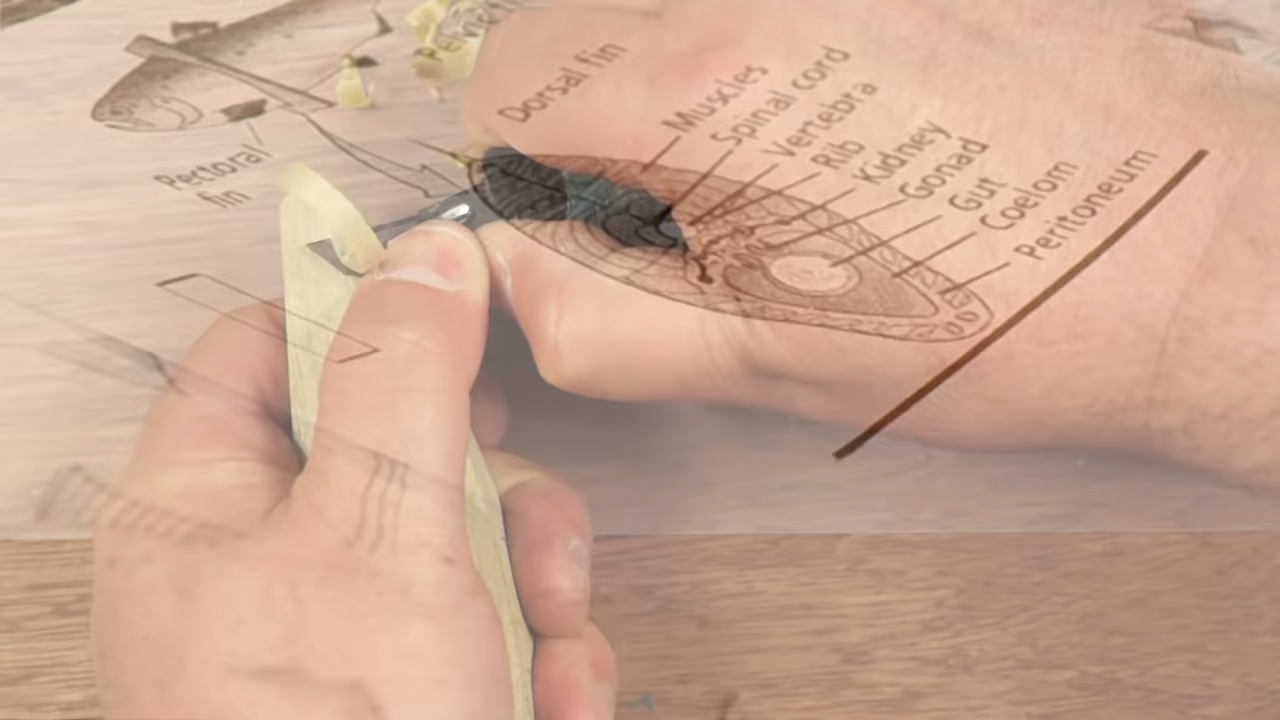 Dorsal fin
Muscles
Spinal cord
Vertebra
Rib
Kidney
Gonad
Gut
Coelom
Peritoneum
Pectoral
fin